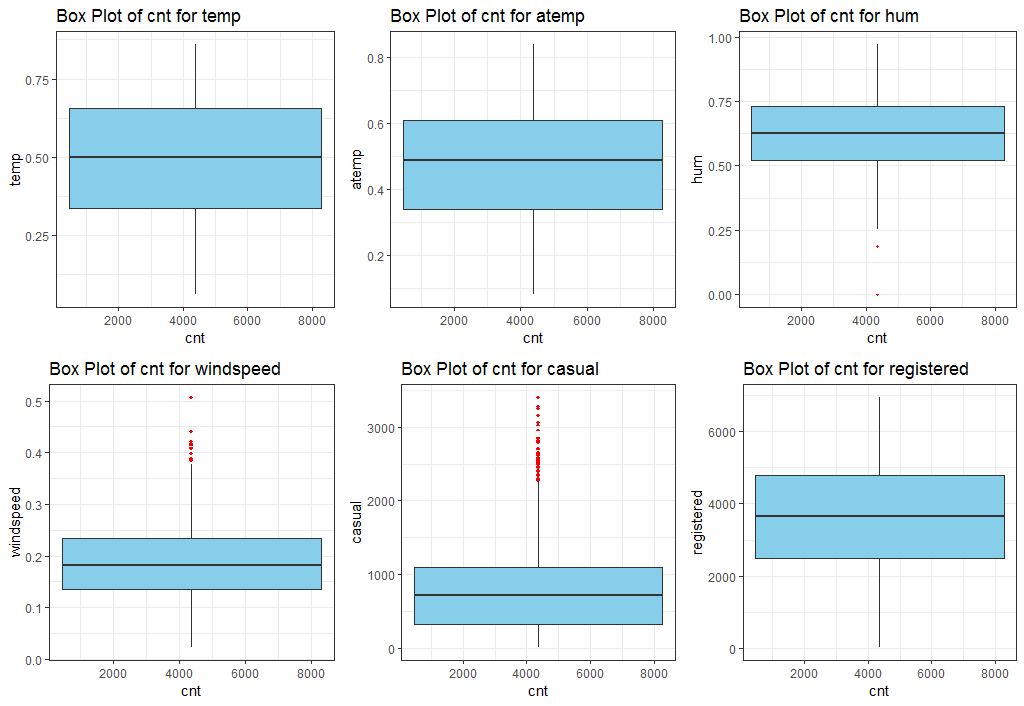 Box Plot of cnt for temp
0.75
0.50
0.25
temp
2000 4000 6000 8000
cnt
Box Plot of cnt for atemp
0.8
0.6
0.4
0.2
atemp
2000 4000 6000 8000
cnt
Box Plot of cnt for hum
1.00
0.75
0.50
0.25
0.00
hum
2000 4000 6000 8000
cnt
Box Plot of cnt for windspeed
0.5
0.4
0.3
0.2
0.1
0.0
windspeed
2000 4000 6000 8000
cnt
Box Plot of cnt for casual
3000
2000
1000
0
casual
2000 4000 6000 8000
cnt
Box Plot of cnt for registered
6000
4000
2000
0
registered
2000 4000 6000 8000
cnt